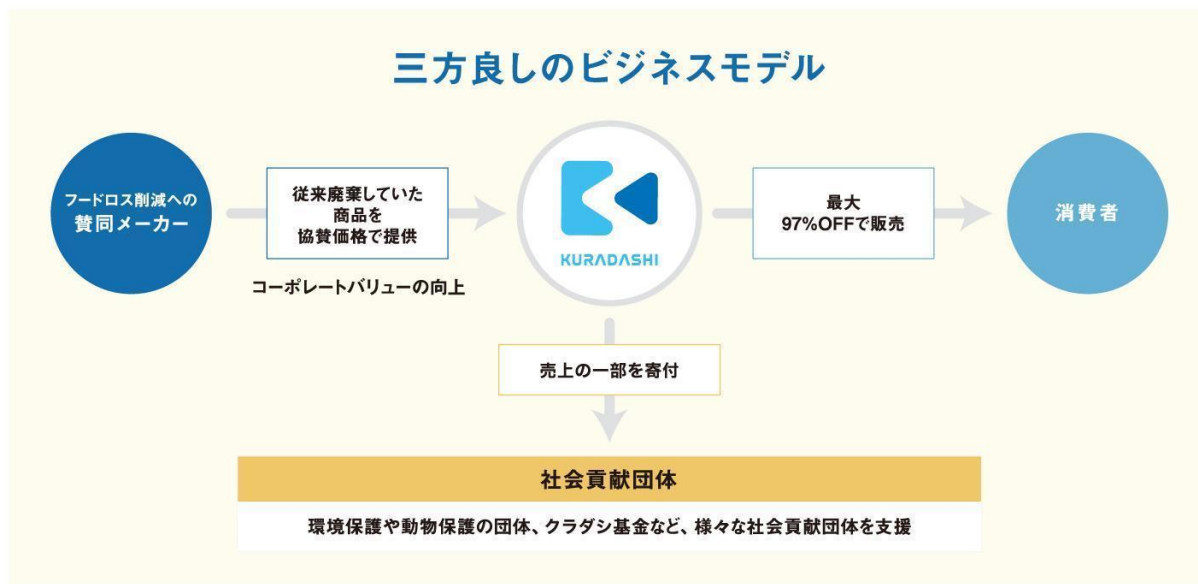 三方良しのビジネスモデル
フードロス削減への
賛同メーカー
従来廃棄していた
商品を
協賛価格で提供
コーポレートバリューの向上
KURADASHI
最大
97%OFFで販売
消費者
売上の一部を寄付
社会貢献団体
環境保護や動物保護の団体、クラダシ基金など、様々な社会貢献団体を支援